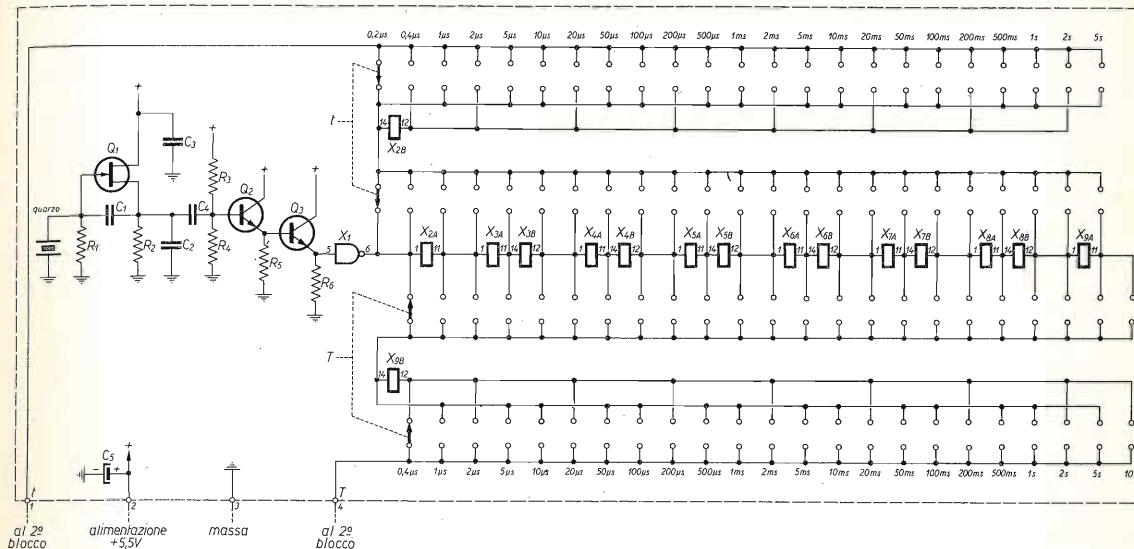 0,2µs 0,4µs 1µs 2µs 5µs 10µs 20µs 50µs 100µs 200µs 500µs 1ms 2ms 5ms 10ms 20ms 50ms 100ms 200ms 500ms 1s 2s 5s
+ + + +
Q1 C3
t 14 12
X2B
R3 Q2
quarzo C1 C4 Q3 X1
X2A X3A X3B X4A X4B X5A X5B X6A X6B X7A X7B X8A X8B X9A
5 6 1 11 1 11 14 12 1 11 14 12 1 11 14 12 1 11 14 12 1 11 14 12 1 11 14 12 1 11
R1 R2 C2 R4 R5 R6
T X9B
14 12
0,4µs 1µs 2µs 5µs 10µs 20µs 50µs 100µs 200µs 500µs 1ms 2ms 5ms 10ms 20ms 50ms 100ms 200ms 500ms 1s 2s 5s 10
C5 +
- +
t T
1 2 3 4
al 2º blocco
alimentazione +5,5V
massa
al 2º blocco